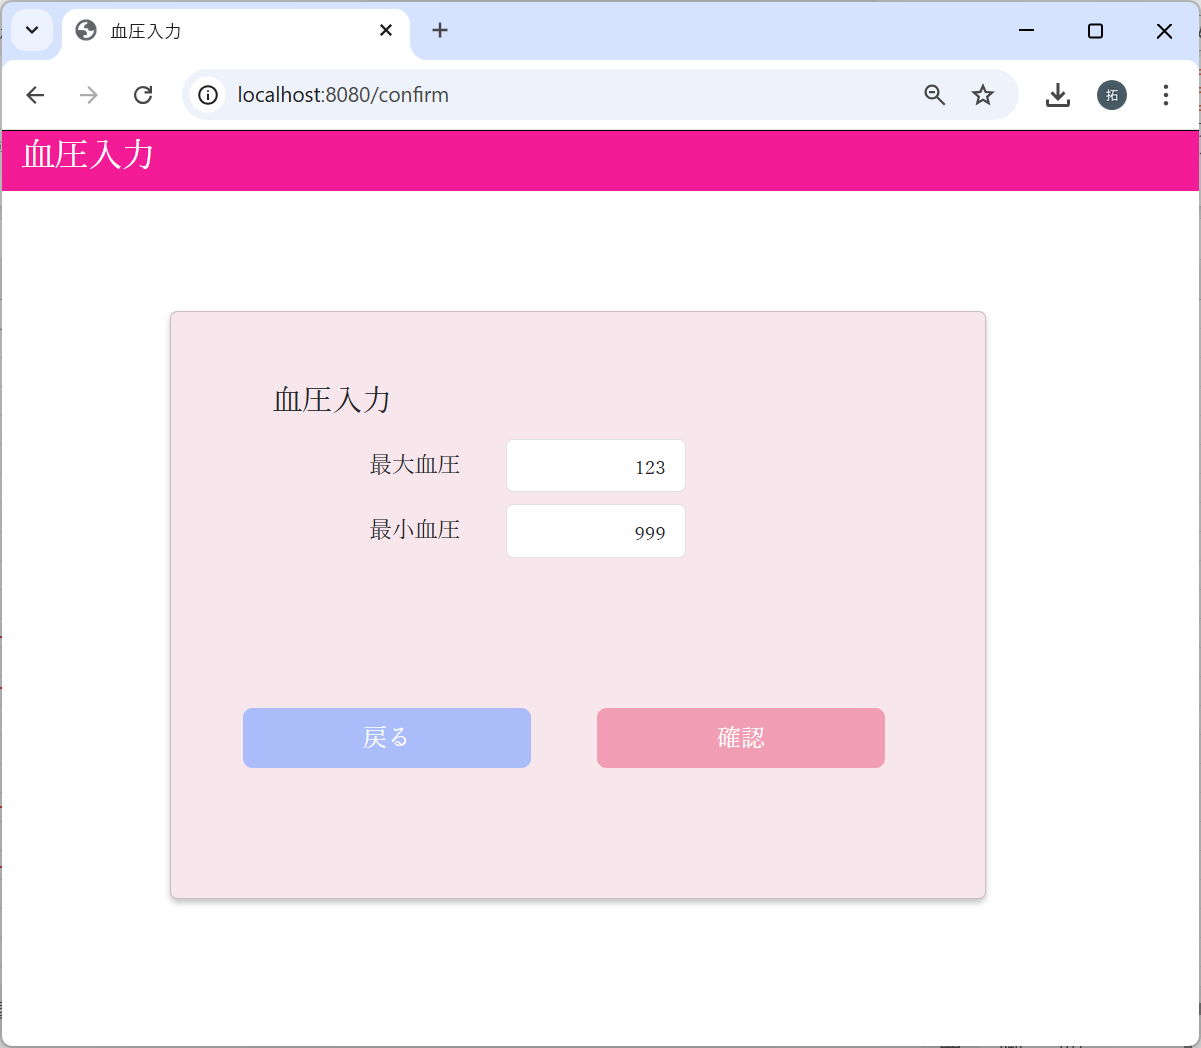 血圧入力
localhost:8080/confirm
拓
血圧入力
血圧入力
最大血圧 123
最小血圧 999
戻る 確認